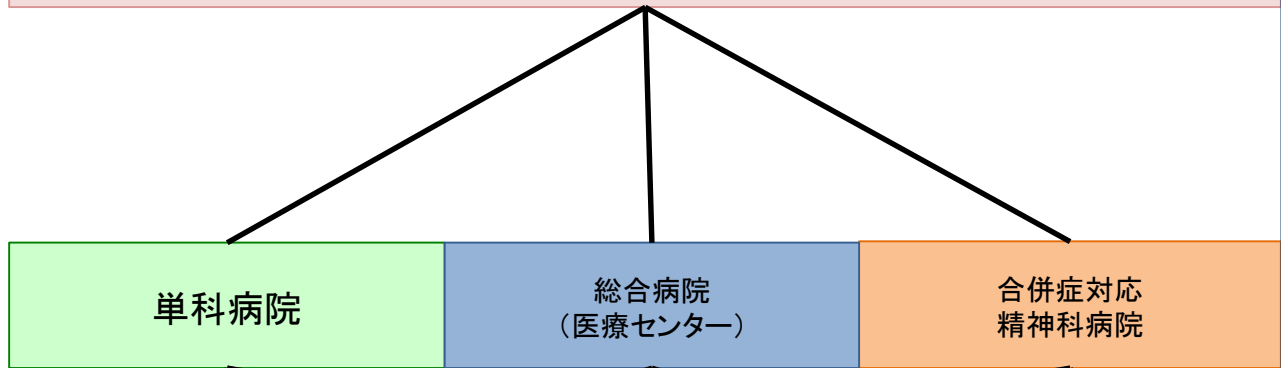 単科病院
総合病院
（医療センター）
合併症対応
精神科病院